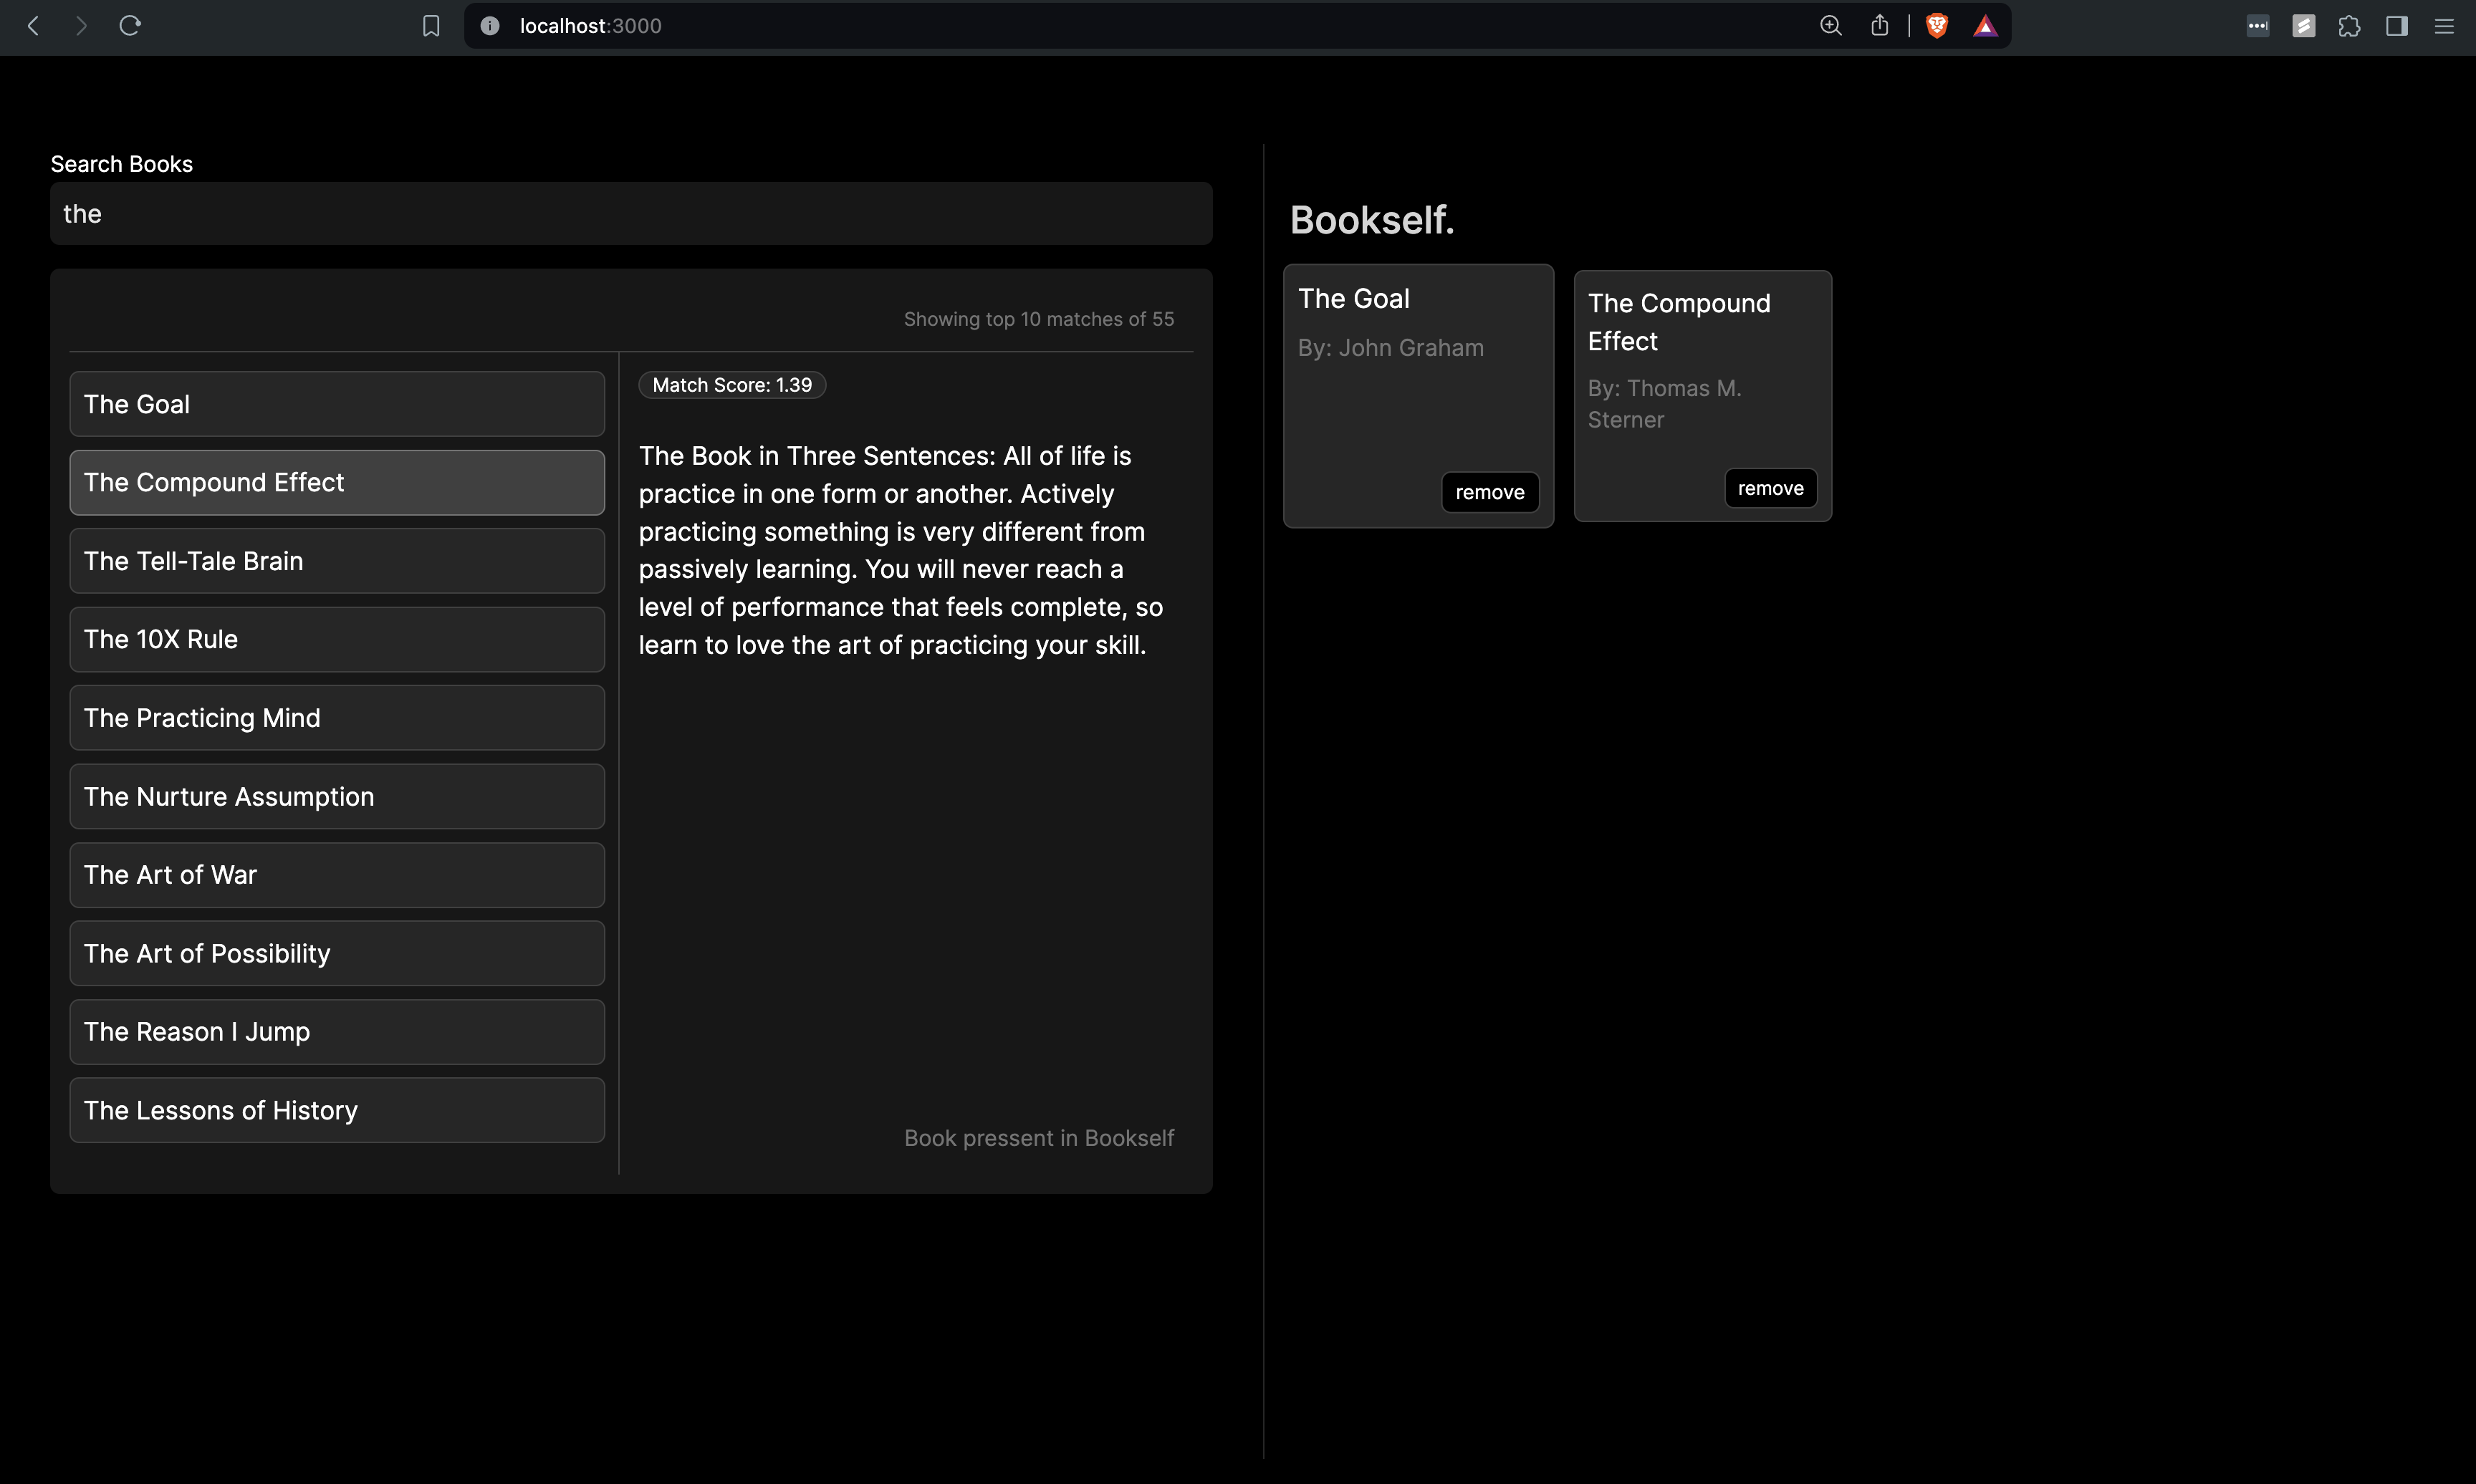 localhost:3000
Search Books
the
Showing top 10 matches of 55
The Goal
The Compound Effect
The Tell-Tale Brain
The 10X Rule
The Practicing Mind
The Nurture Assumption
The Art of War
The Art of Possibility
The Reason I Jump
The Lessons of History
Match Score: 1.39
The Book in Three Sentences: All of life is
practice in one form or another. Actively
practicing something is very different from
passively learning. You will never reach a
level of performance that feels complete, so
learn to love the art of practicing your skill.
Book pressent in Bookself
Bookself.
The Goal
By: John Graham
remove
The Compound
Effect
By: Thomas M.
Sterner
remove